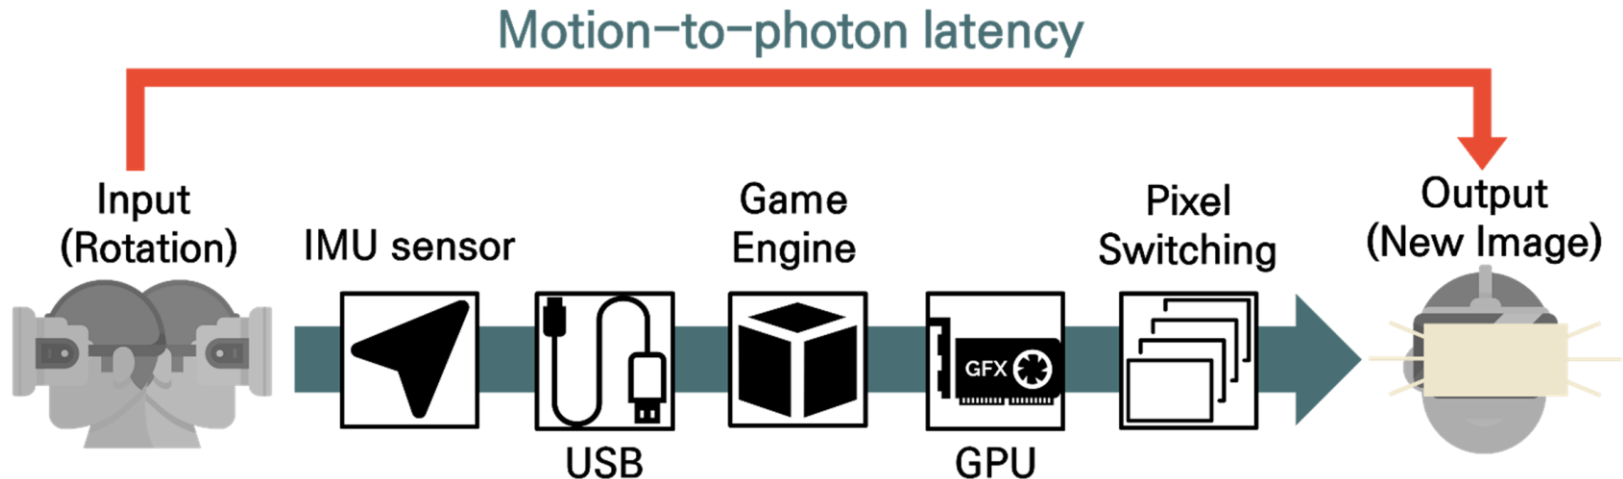 Motion-to-photon latency
Input
(Rotation)
IMU sensor
USB
Game
Engine
GFX
GPU
Pixel
Switching
Output
(New Image)